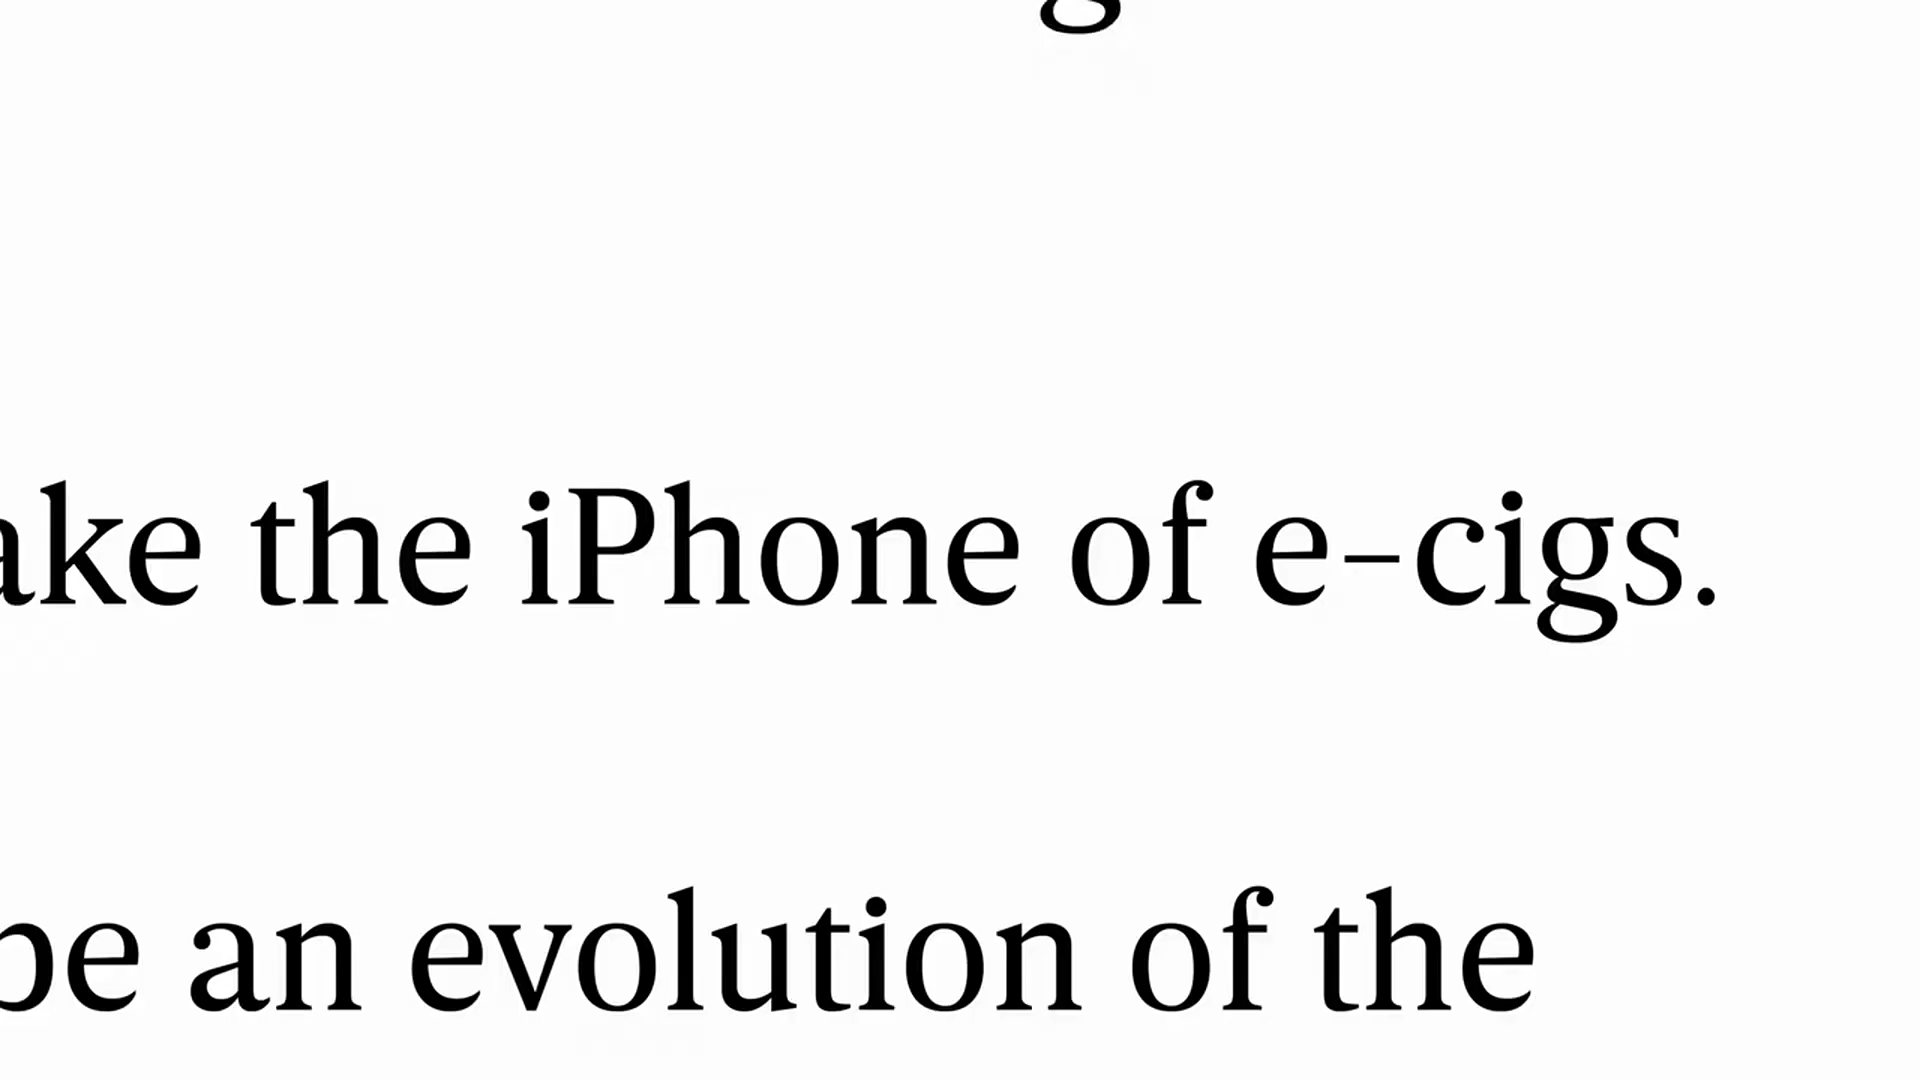 ake the iPhone of e-cigs.
be an evolution of the